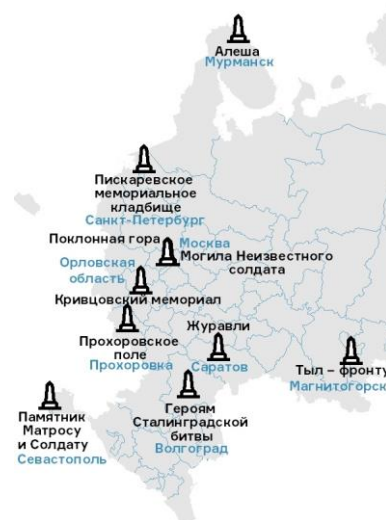 Алеша
Мурманск
Пискаревское
мемориальное
кладбище
Санкт-Петербург
Поклонная гора
Москва
Могила Неизвестного
солдата
Орловская
область
Кривцовский мемориал
Прохоровское
поле
Прохоровка
Журавли
Саратов
Тыл – фронту
Магнитогорск
Памятник
Матросу
и Солдату
Севастополь
Героям
Сталинградской
битвы
Волгоград